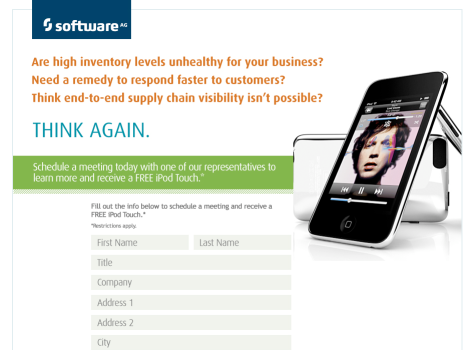 software AG
Are high inventory levels unhealthy for your business?
Need a remedy to respond faster to customers?
Think end-to-end supply chain visibility isn't possible?
THINK AGAIN.
Schedule a meeting today with one of our representatives to
learn more and receive a FREE iPod Touch.*
Fill out the info below to schedule a meeting and receive a
FREE iPod Touch.*
*Restrictions apply.
First Name
Last Name
Title
Company
Address 1
Address 2
City